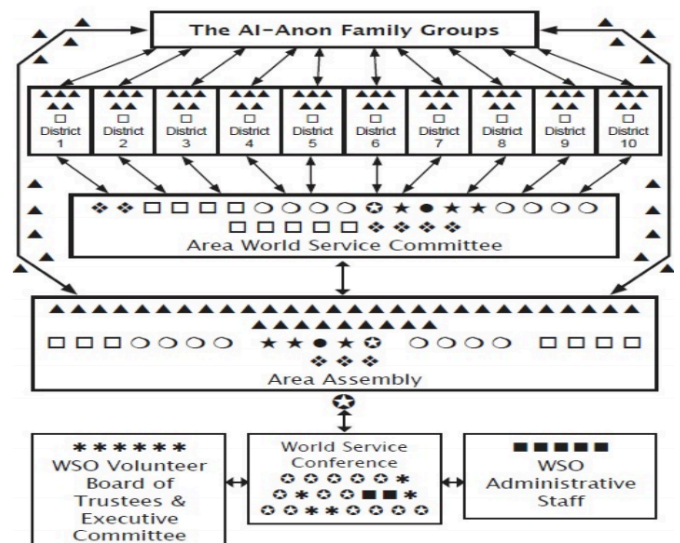 The Al-Anon Family Groups
District
1
District
2
District
3
District
4
District
5
District
6
District
7
District
8
District
9
District
10
Area World Service Committee
Area Assembly
WSO Volunteer
Board of
Trustees &
Executive
Committee
World Service
Conference
WSO
Administrative
Staff